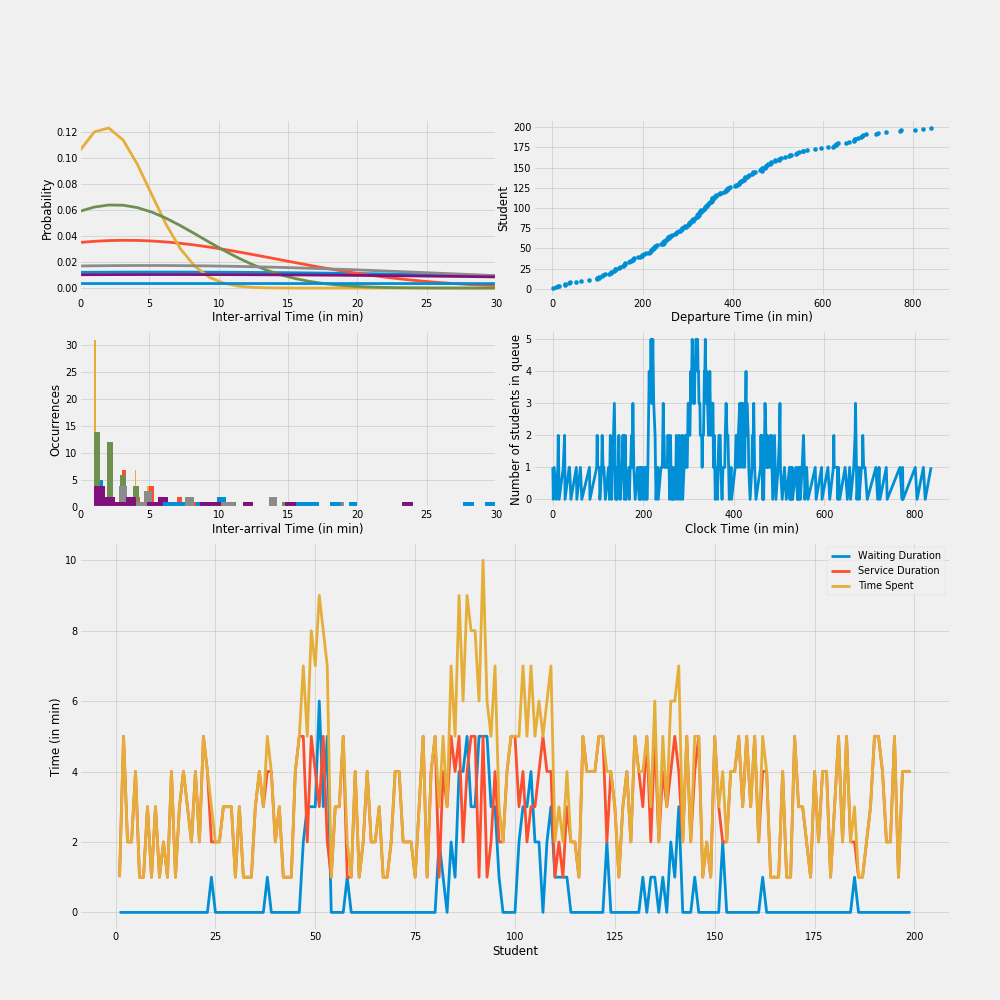 0.12
0.10
0.08
0.06
0.04
0.02
0.00
Probability
0 5 10 15 20 25 30
Inter-arrival Time (in min)
200
175
150
125
100
75
50
25
0
Student
0 200 400 600 800
Departure Time (in min)
30
25
20
15
10
5
0
Occurrences
0 5 10 15 20 25 30
Inter-arrival Time (in min)
5
4
3
2
1
0
Number of students in queue
0 200 400 600 800
Clock Time (in min)
10
8
6
4
2
0
Time (in min)
Waiting Duration
Service Duration
Time Spent
0 25 50 75 100 125 150 175 200
Student